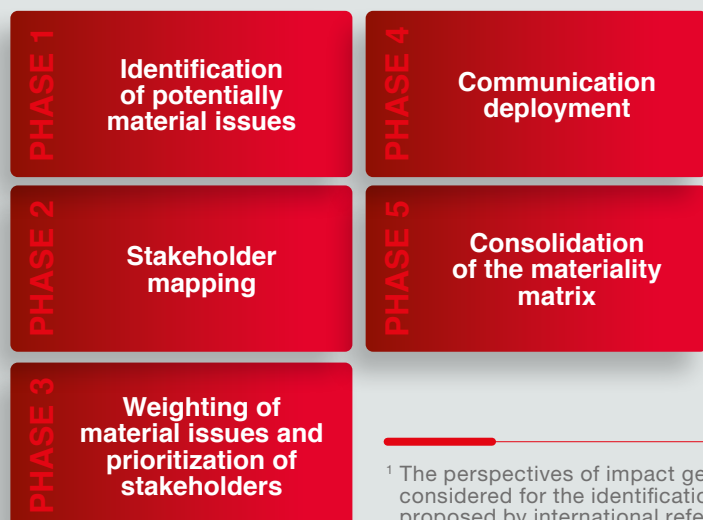 PHASE 1
Identification
of potentially
material issues
PHASE 2
Stakeholder
mapping
PHASE 3
Weighting of
material issues and
prioritization of
stakeholders
PHASE 4
Communication
deployment
PHASE 5
Consolidation
of the materiality
matrix
¹ The perspectives of impact
considered for the
proposed by international